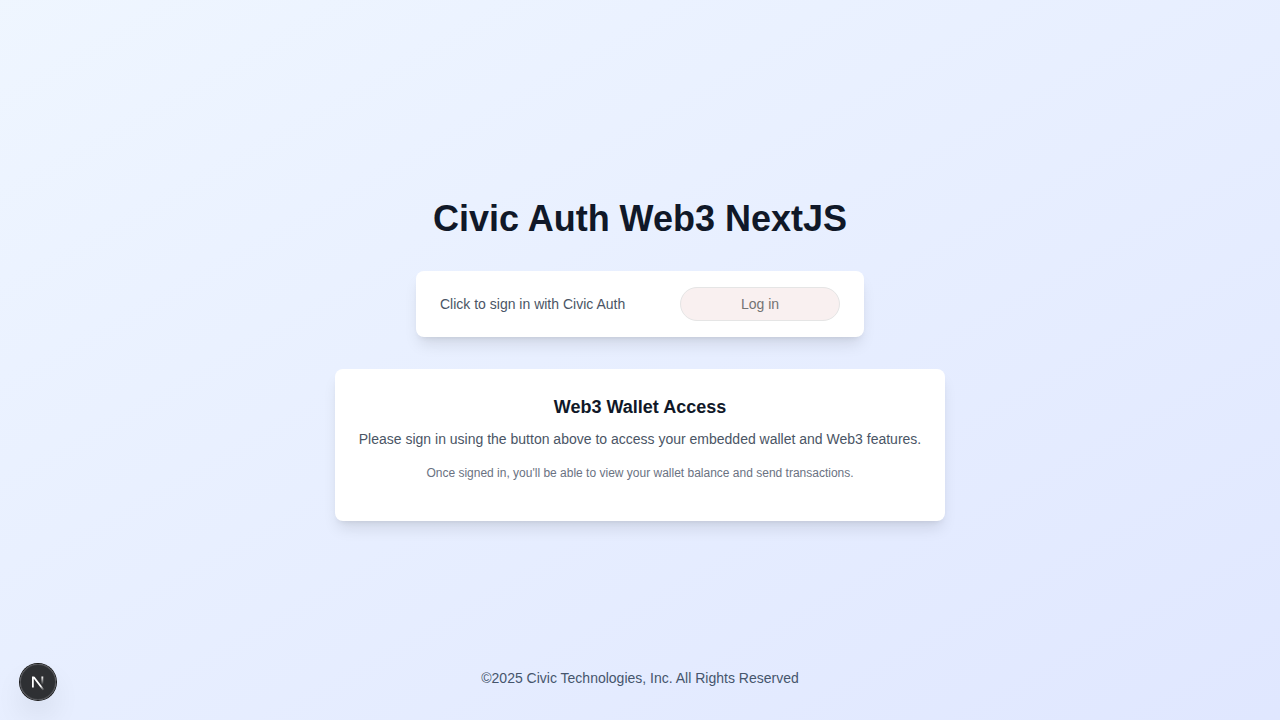 Civic Auth Web3 NextJS
Click to sign in with Civic Auth
Log in
Web3 Wallet Access
Please sign in using the button above to access your embedded wallet and Web3 features.
Once signed in, you'll be able to view your wallet balance and send transactions.
©2025 Civic Technologies, Inc. All Rights Reserved
N